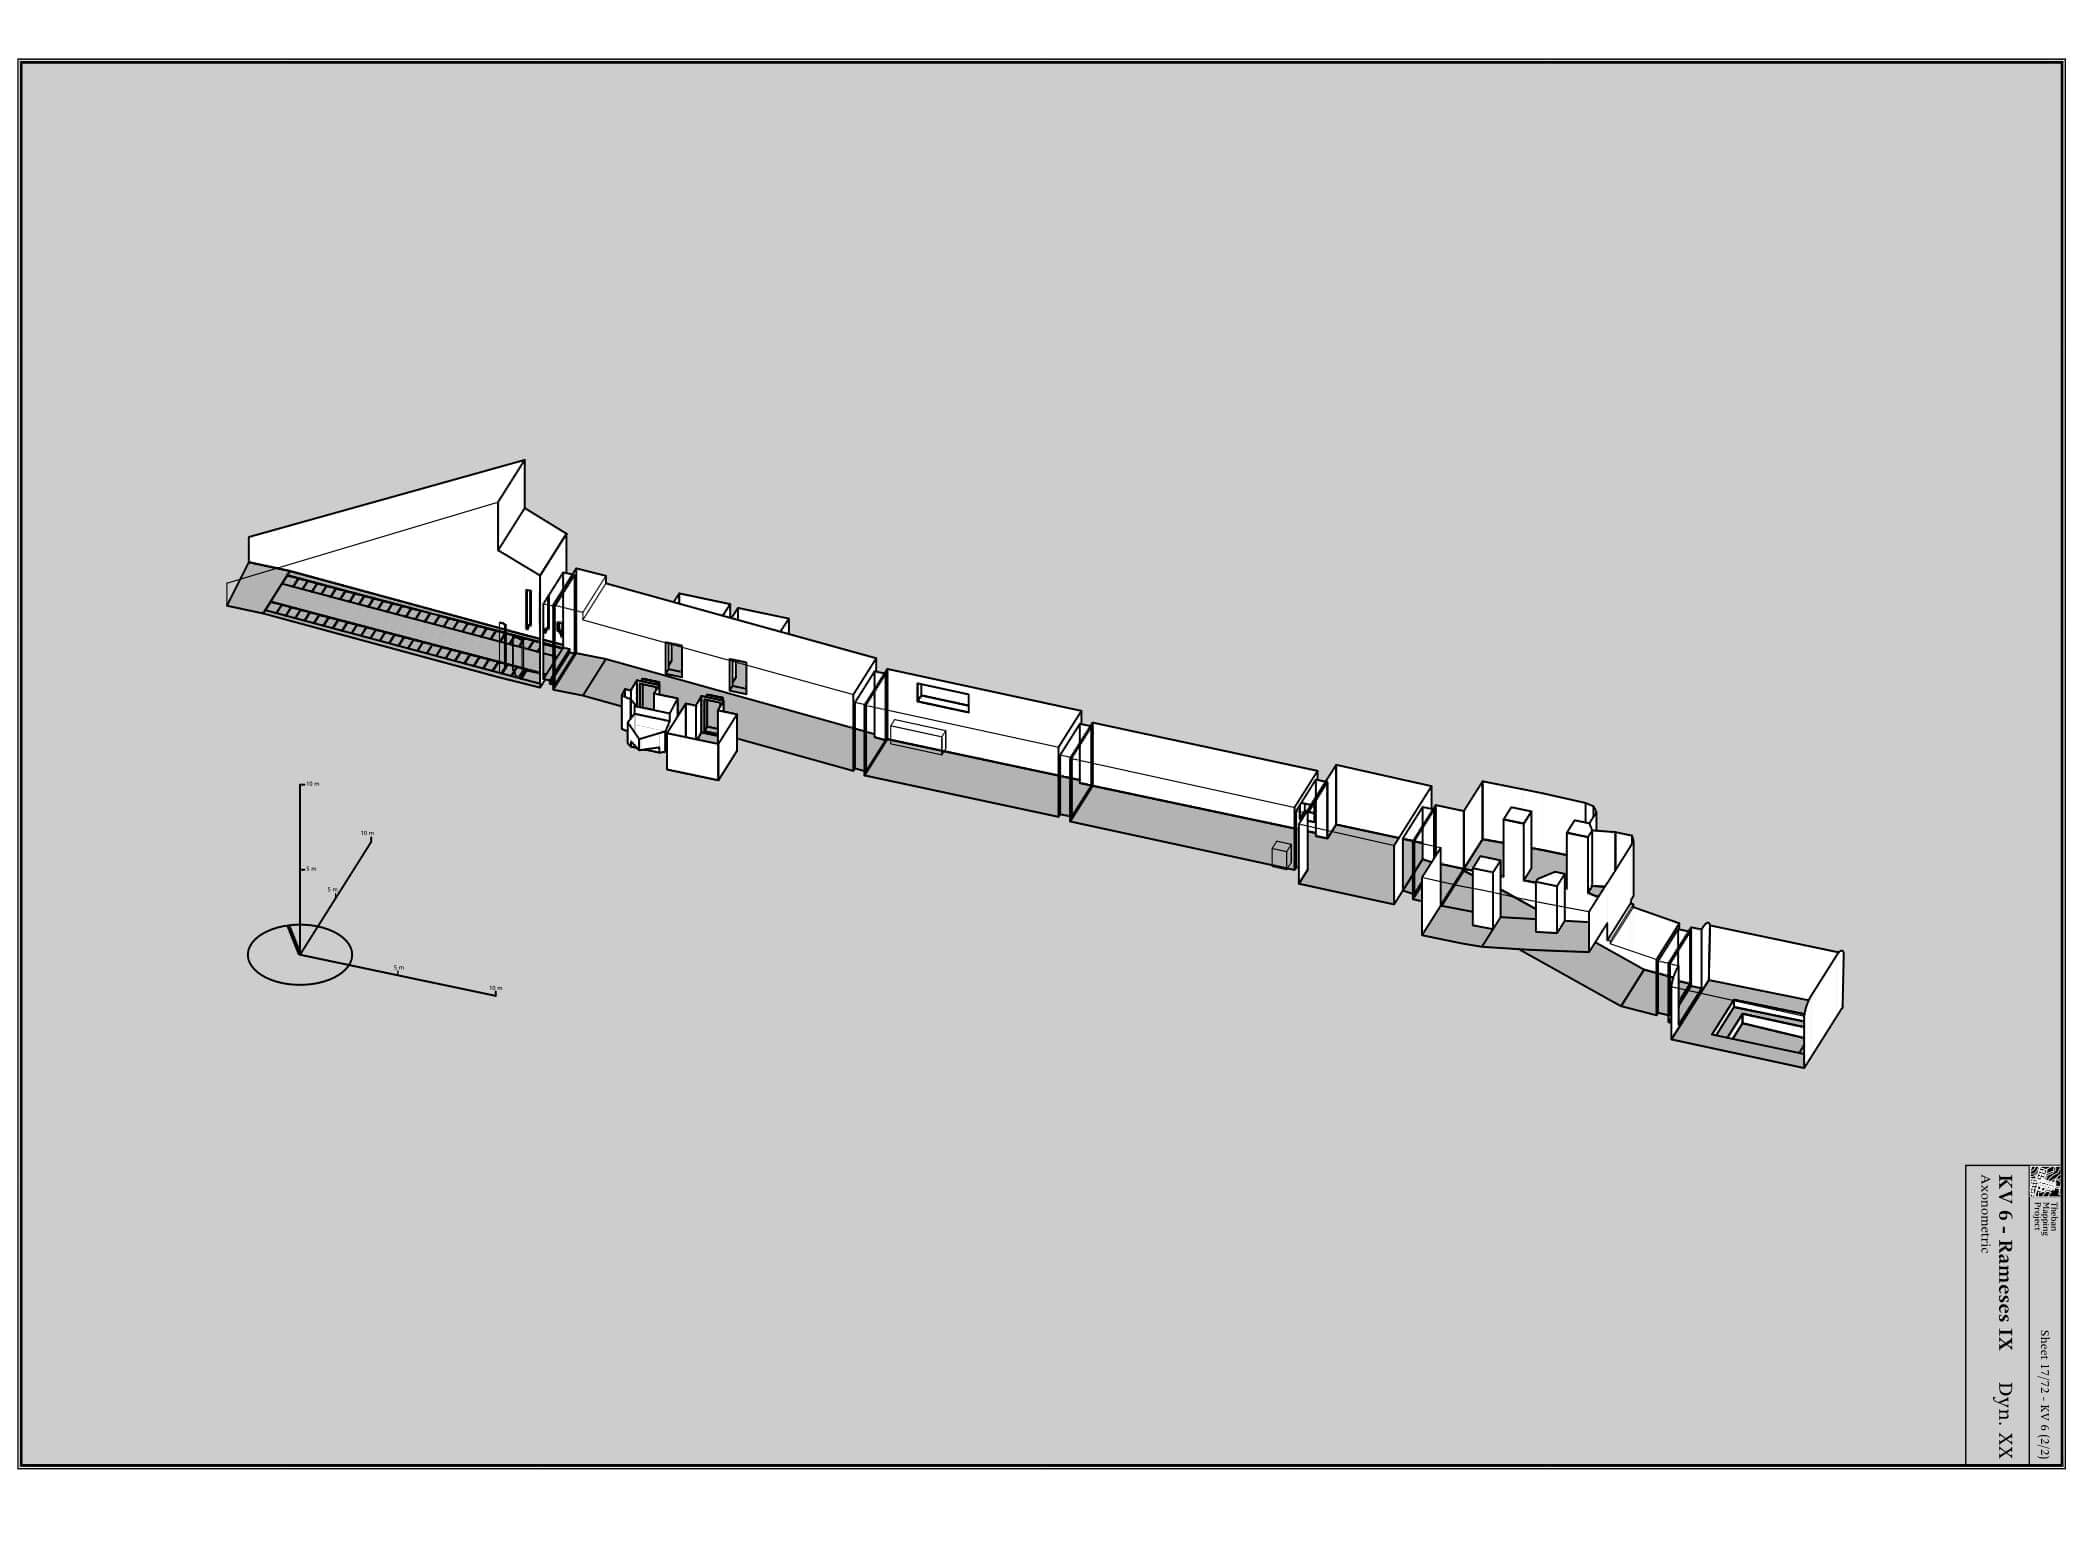 Theban
Mapping
Project
Sheet 17/72 - KV 6 (2/2)
KV 6 - Rameses IX Dyn. XX
Axonometric
10 m
5 m
10 m
5 m
5 m
10 m